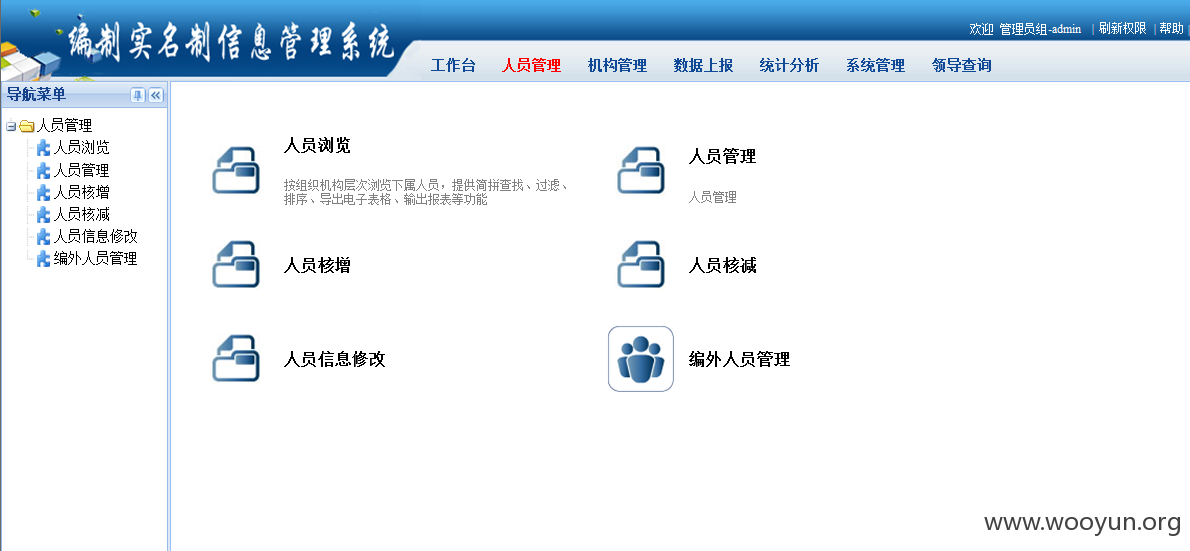 编制实名制信息管理系统
欢迎 管理员组-admin | 刷新权限 | 帮助 |
工作台 人员管理 机构管理 数据上报 统计分析 系统管理 领导查询
导航菜单
人员管理
人员浏览
人员管理
人员核增
人员核减
人员信息修改
编外人员管理
人员浏览
按组织机构层次浏览下属人员，提供简拼查找、过滤、
排序、导出电子表格、输出报表等功能
人员管理
人员管理
人员核增
人员核减
人员信息修改
编外人员管理
www.wooyun.org